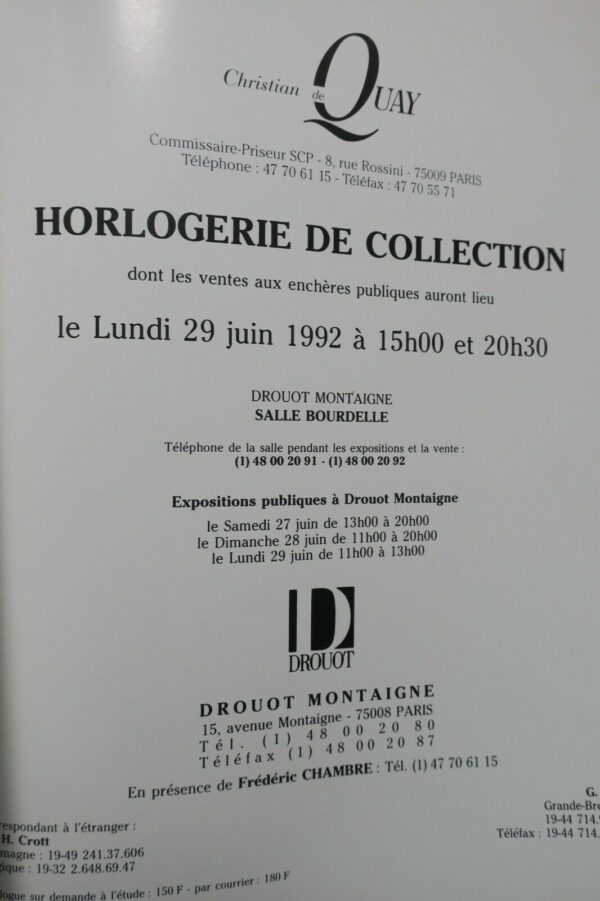 Christian de QUAY
Commissaire-Priseur SCP - 8, rue Rossini - 75009 PARIS
Téléphone : 47 70 61 15 - Téléfax : 47 70 55 71
HORLOGERIE DE COLLECTION
dont les ventes aux enchères publiques auront lieu
le Lundi 29 juin 1992 à 15h00 et 20h30
DROUOT MONTAIGNE
SALLE BOURDELLE
Téléphone de la salle pendant les expositions et la vente :
(1) 48 00 20 91 - (1) 48 00 20 92
Expositions publiques à Drouot Montaigne
le Samedi 27 juin de 13h00 à 20h00
le Dimanche 28 juin de 11h00 à 20h00
le Lundi 29 juin de 11h00 à 13h00
D
DROUOT
DROUOT MONTAIGNE
15, avenue Montaigne - 75008 PARIS
Tél. (1) 48 00 20 80
Téléfax (1) 48 00 20 87
En présence de Frédéric CHAMBRE : Tél. (1) 47 70 61 15
respondant à l'étranger :
H. Crott
magne : 19-49 241.37.606
gique : 19-32 2.648.69.47
logue sur demande à l'étude : 150 F - par courrier : 180 F
G.
Grande-Bre
19-44 714.
Téléfax : 19-44 714.